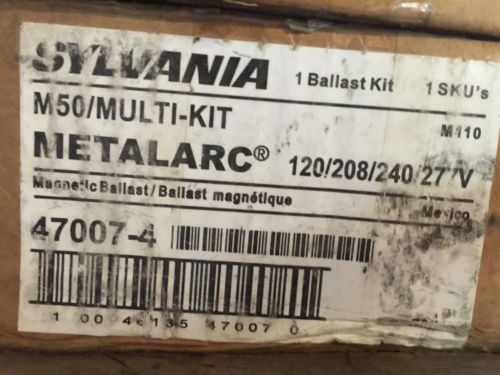 SYLVANIA 1 Ballast Kit 1 SKU's
M50/MULTI-KIT M110
METALARC® 120/208/240/277V
Magnetic Ballast/Ballast magnétique Mexico
47007-4
1 00 46135 47007 0